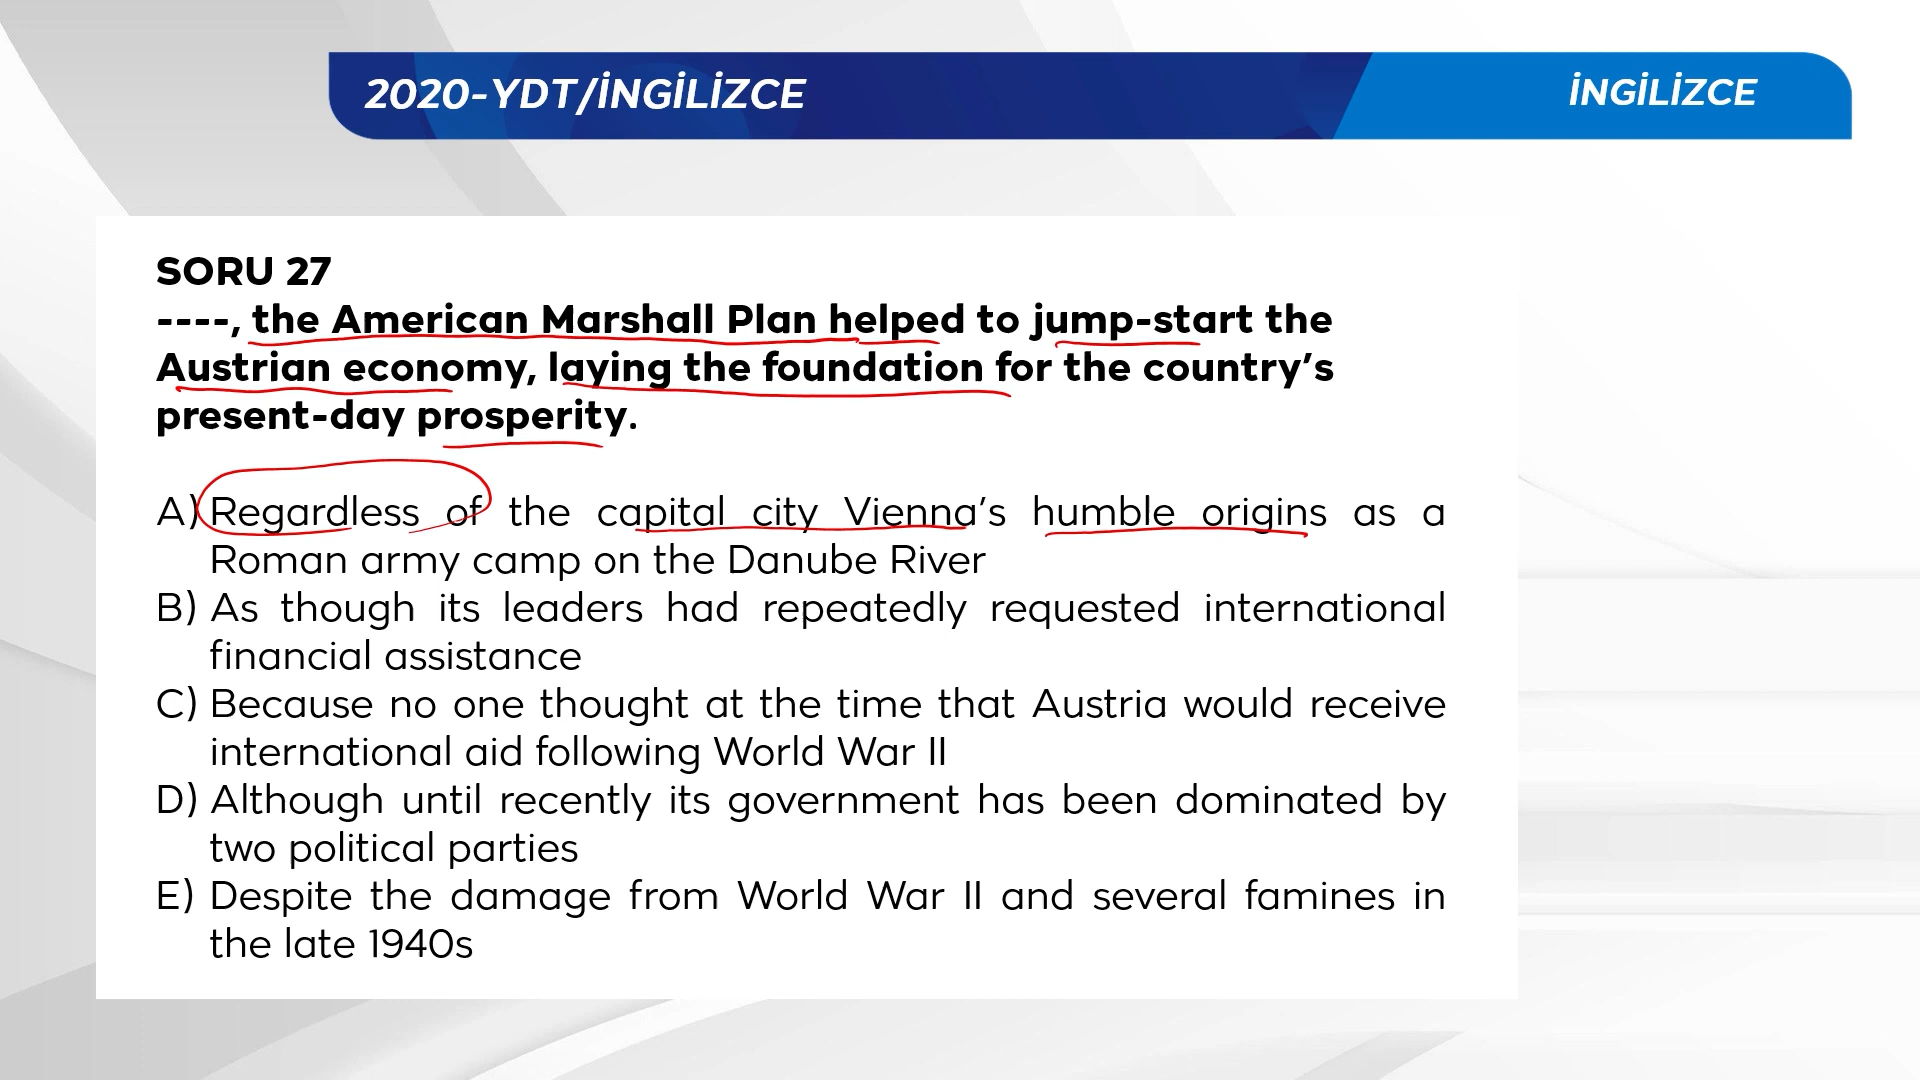 2020-YDT/İNGİLİZCE
İNGİLİZCE
SORU 27
----, the American Marshall Plan helped to jump-start the
Austrian economy, laying the foundation for the country's
present-day prosperity.
A) Regardless of the capital city Vienna's humble origins as a
Roman army camp on the Danube River
B) As though its leaders had repeatedly requested international
financial assistance
C) Because no one thought at the time that Austria would receive
international aid following World War II
D) Although until recently its government has been dominated by
two political parties
E) Despite the damage from World War II and several famines in
the late 1940s